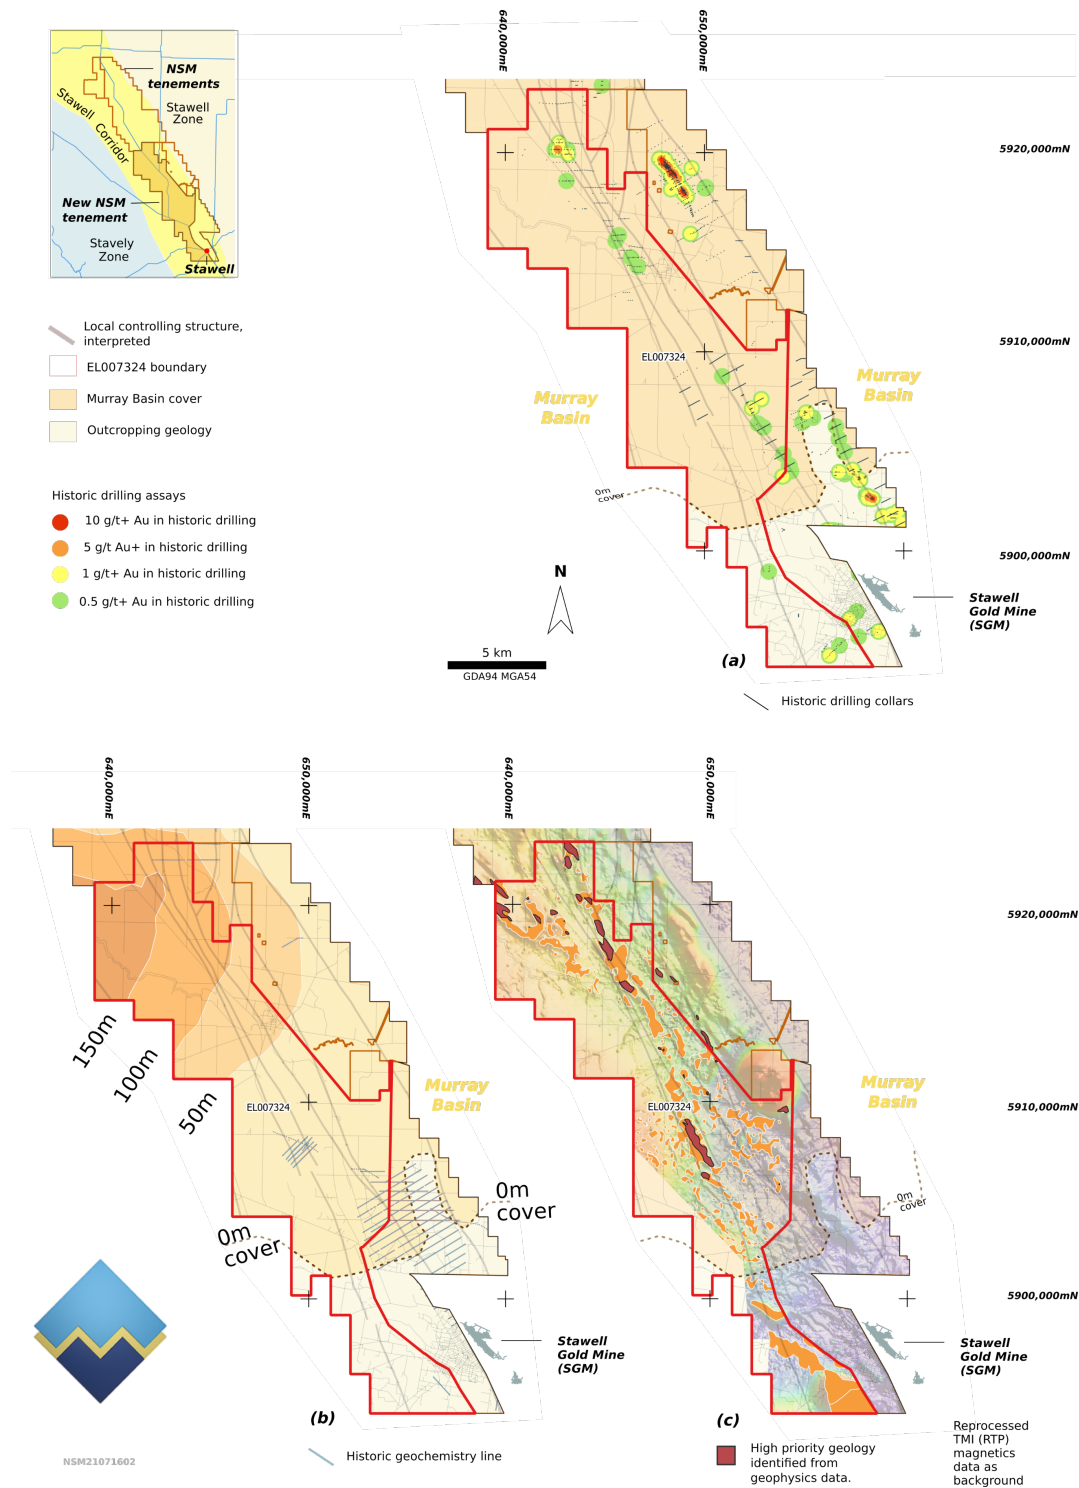 640,000mE
650,000mE
NSM
tenements
Stawell
Zone
Stawell Corridor
New NSM
tenement
Stavely
Zone
Stawell
5920,000mN
5910,000mN
5900,000mN
Local controlling structure,
interpreted
EL007324 boundary
Murray Basin cover
Outcropping geology
EL007324
Murray
Basin
Murray
Basin
0m
cover
Historic drilling assays
10 g/t+ Au in historic drilling
5 g/t Au+ in historic drilling
1 g/t+ Au in historic drilling
0.5 g/t+ Au in historic drilling
N
5 km
GDA94 MGA54
Stawell
Gold Mine
(SGM)
(a)
Historic drilling collars
640,000mE
650,000mE
640,000mE
650,000mE
5920,000mN
5910,000mN
5900,000mN
150m
100m
50m
EL007324
Murray
Basin
0m
cover
0m
cover
Stawell
Gold Mine
(SGM)
(b)
Historic geochemistry line
NSM21071602
EL007324
Murray
Basin
0m
cover
Stawell
Gold Mine
(SGM)
(c)
High priority geology
identified from
geophysics data.
Reprocessed
TMI (RTP)
magnetics
data as
background